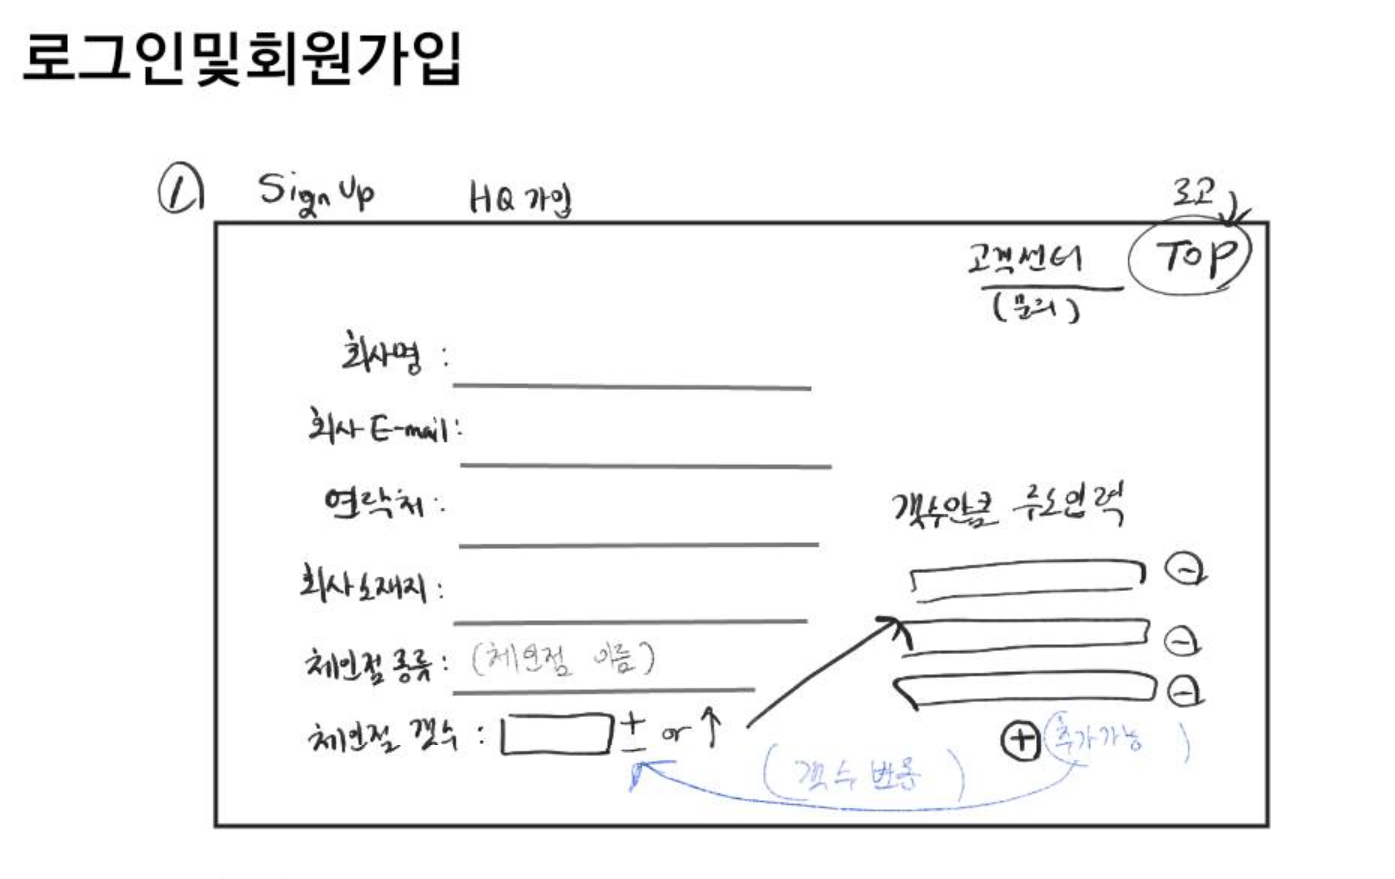 로그인및회원가입
① Sign Up HQ 가입
로고
고객센터 TOP
(문의)
회사명 :
회사 E-mail :
연락처 :
회사소재지 :
체인점 종류 : (체인점 이름)
체인점 갯수 : + - or ↑
갯수만큼 주소입력
⊖
⊖
⊖
⊕ (추가가능)
(갯수 변동)